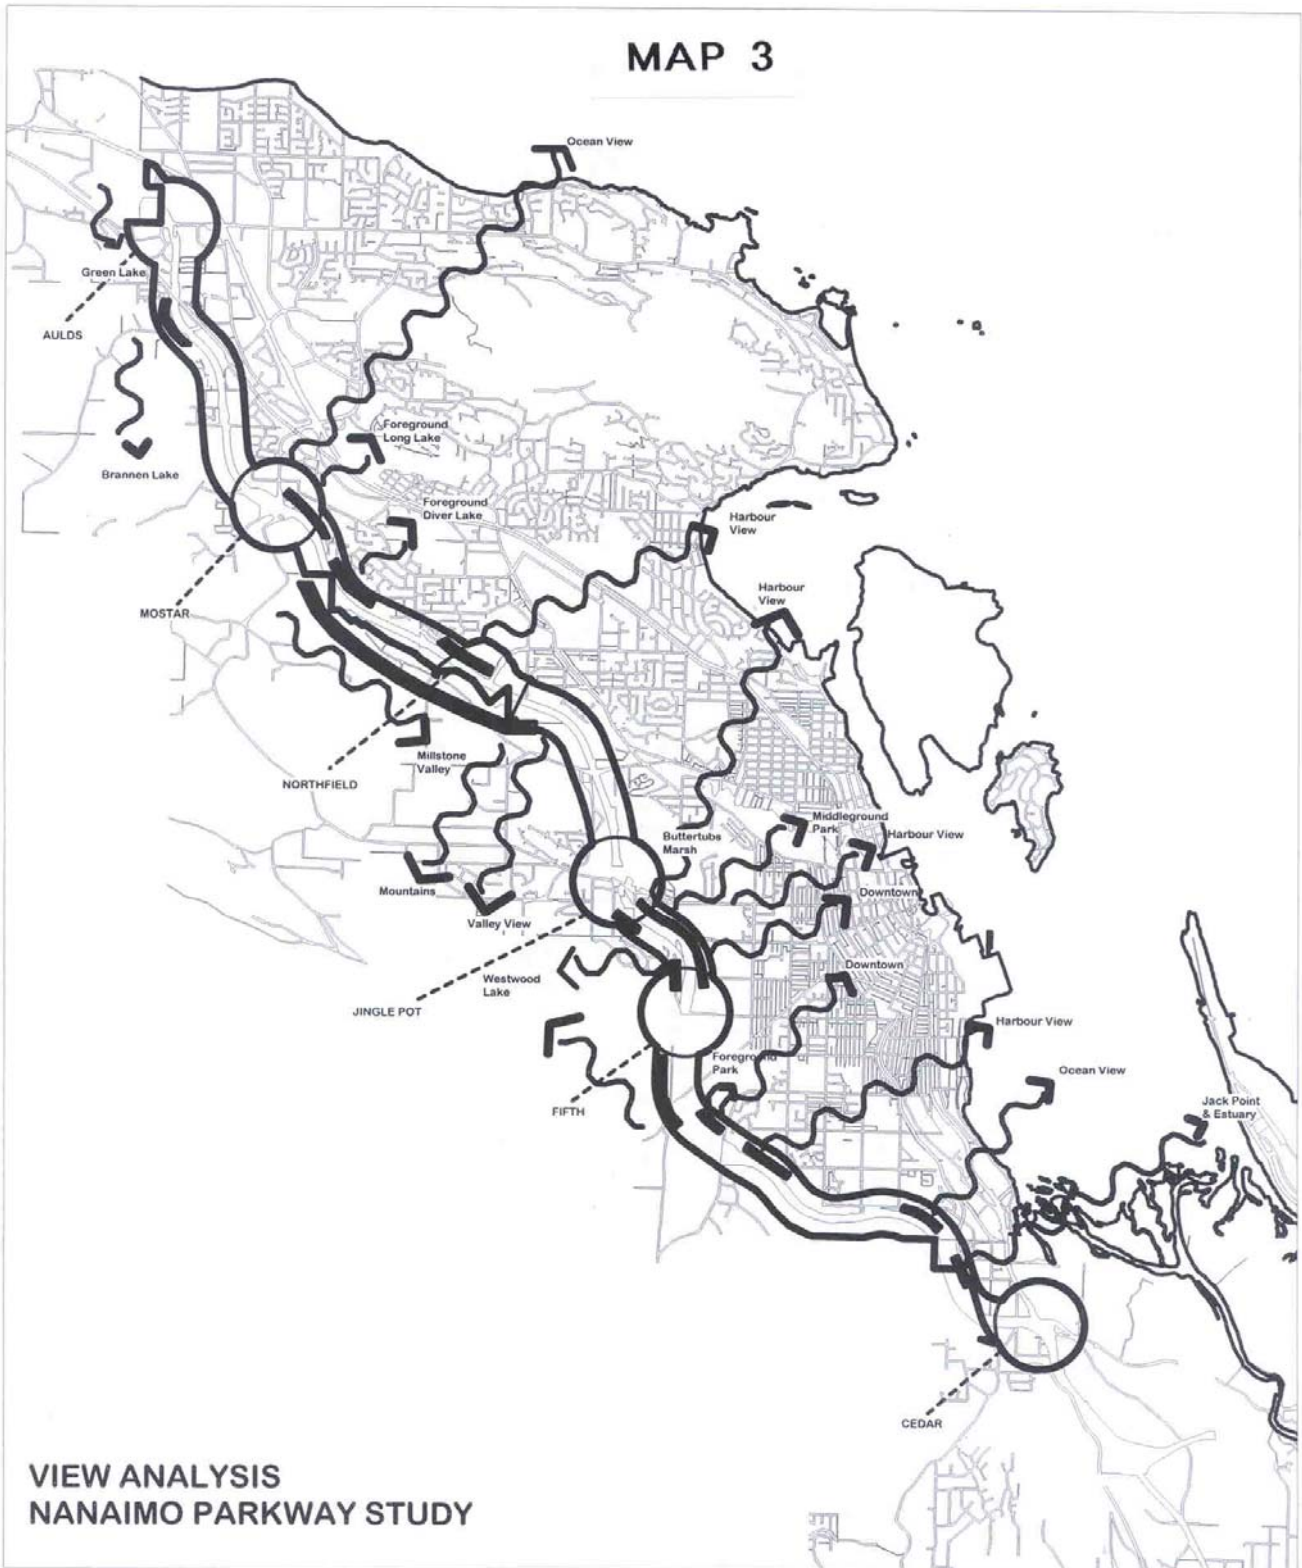 MAP 3
Ocean View
Green Lake
AULDS
Brannen Lake
Foreground
Long Lake
Foreground
Diver Lake
Harbour
View
Harbour
View
MOSTAR
Millstone
Valley
NORTHFIELD
Buttertubs
Marsh
Middleground
Park
Harbour View
Mountains
Downtown
Valley View
Downtown
Westwood
Lake
JINGLE POT
Harbour View
Foreground
Park
Ocean View
FIFTH
Jack Point
& Estuary
CEDAR
VIEW ANALYSIS
NANAIMO PARKWAY STUDY